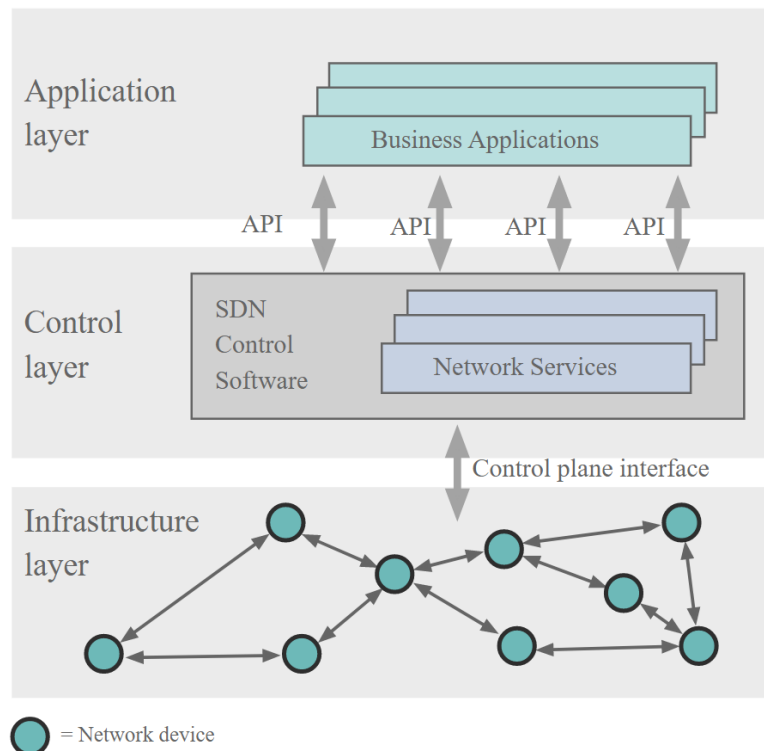 Application
layer
Business Applications
API
API
API
API
Control
layer
SDN
Control
Software
Network Services
Control plane interface
Infrastructure
layer
= Network device